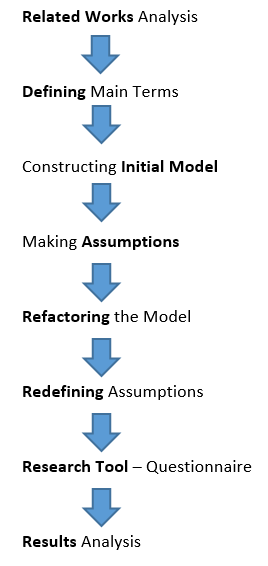 Related Works Analysis
Defining Main Terms
Constructing Initial Model
Making Assumptions
Refactoring the Model
Redefining Assumptions
Research Tool – Questionnaire
Results Analysis